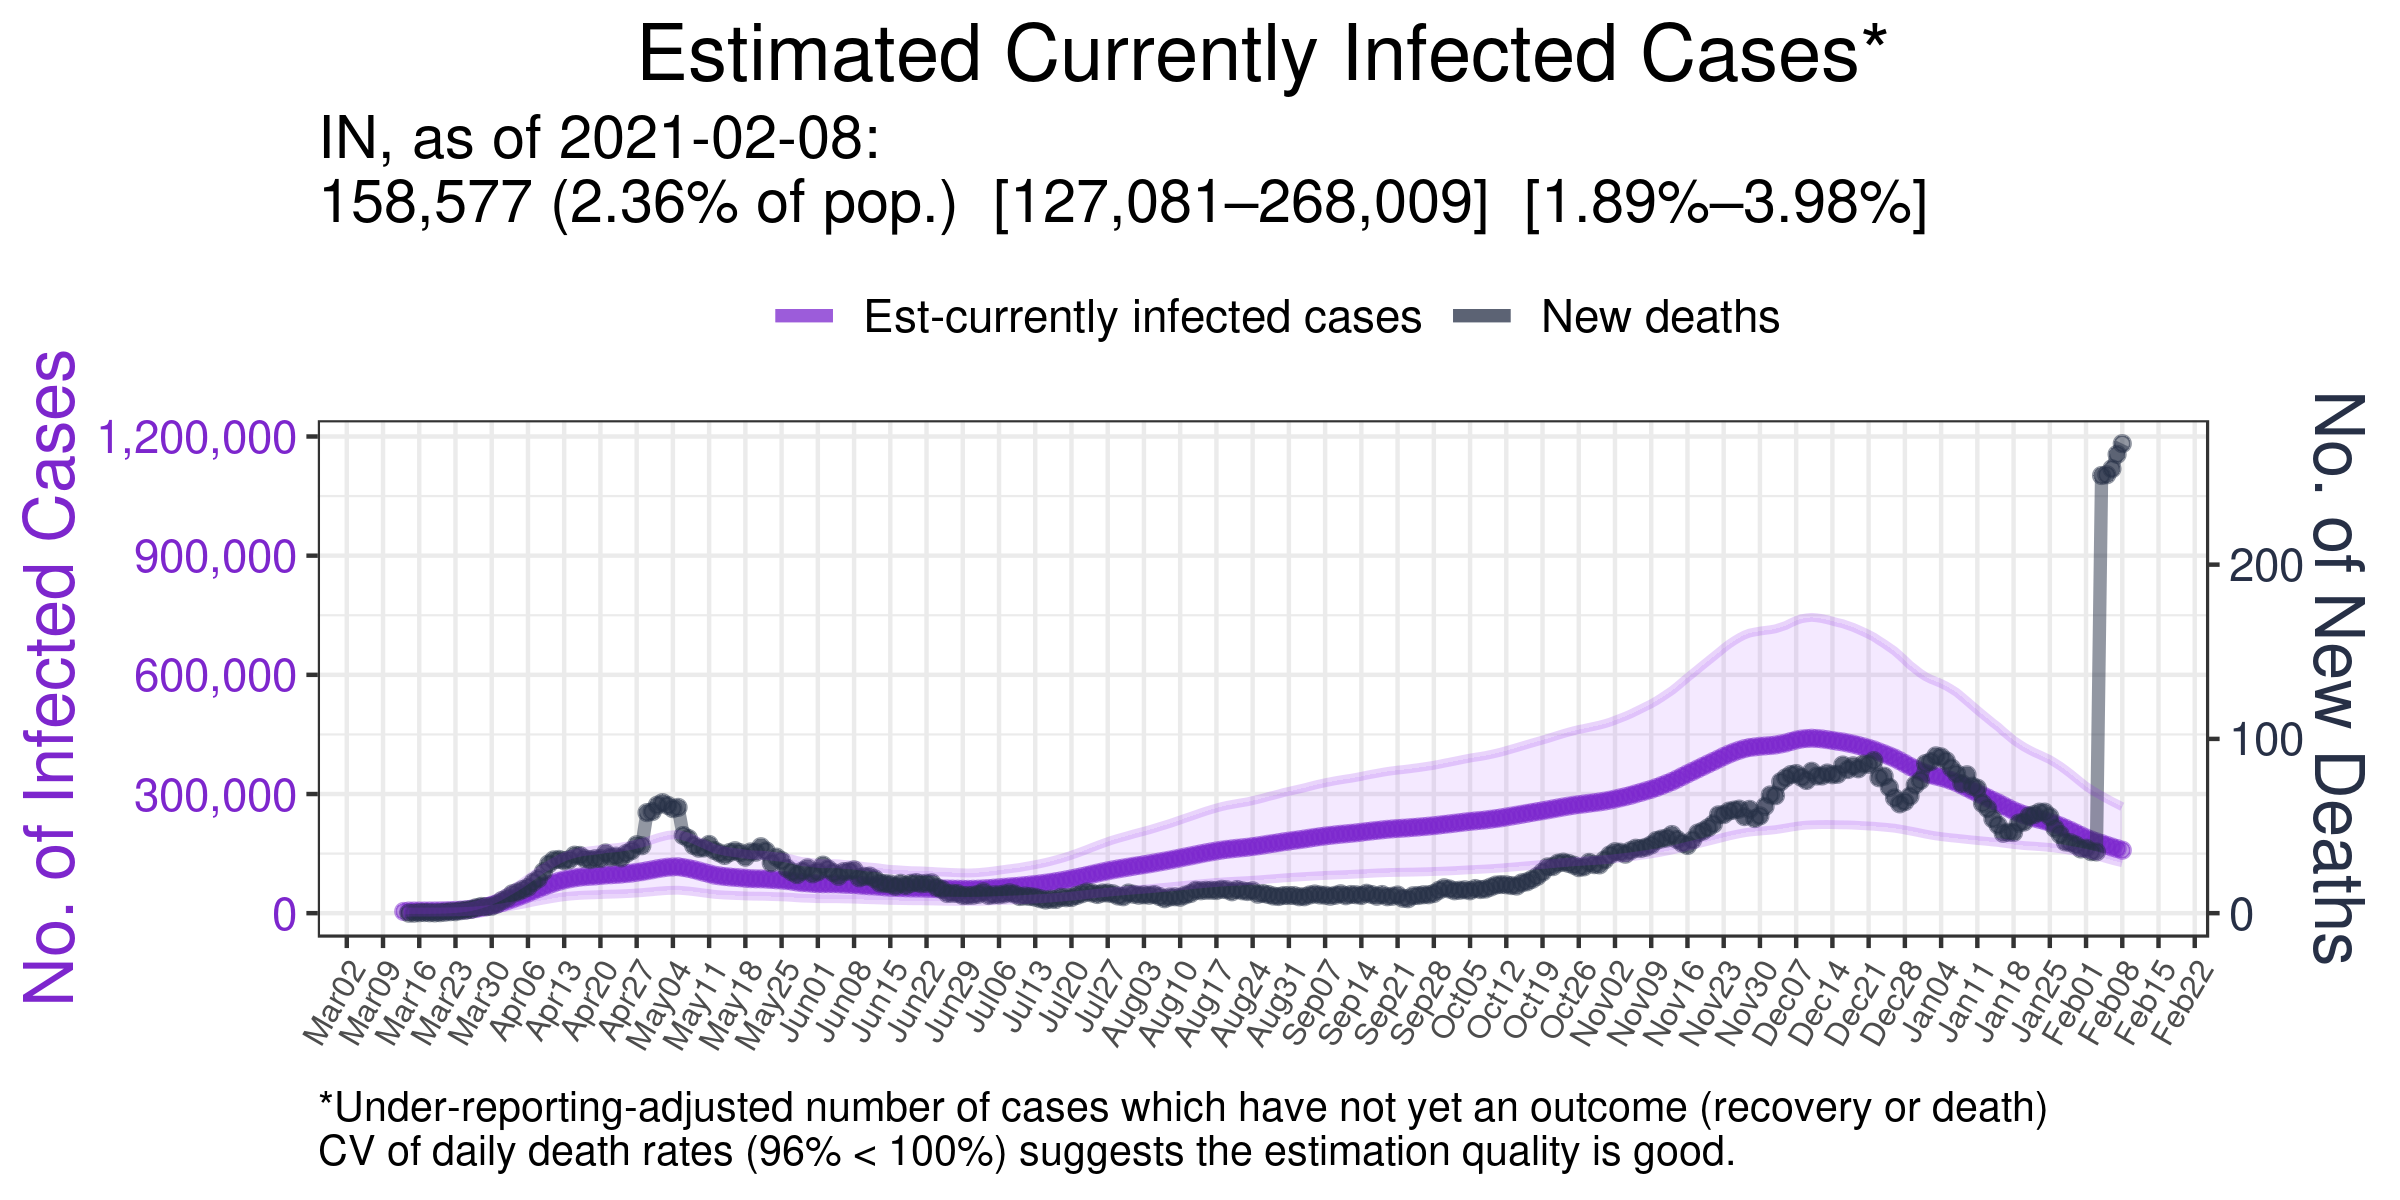 Estimated Currently Infected Cases*
IN, as of 2021-02-08:
158,577 (2.36% of pop.) [127,081–268,009] [1.89%–3.98%]
Est-currently infected cases
New deaths
No. of Infected Cases
1,200,000
900,000
600,000
300,000
0
No. of New Deaths
200
100
0
Mar02
Mar09
Mar16
Mar23
Mar30
Apr06
Apr13
Apr20
Apr27
May04
May11
May18
May25
Jun01
Jun08
Jun15
Jun22
Jun29
Jul06
Jul13
Jul20
Jul27
Aug03
Aug10
Aug17
Aug24
Aug31
Sep07
Sep14
Sep21
Sep28
Oct05
Oct12
Oct19
Oct26
Nov02
Nov09
Nov16
Nov23
Nov30
Dec07
Dec14
Dec21
Dec28
Jan04
Jan11
Jan18
Jan25
Feb01
Feb08
Feb15
Feb22
*Under-reporting-adjusted number of cases which have not yet an outcome (recovery or death)
CV of daily death rates (96% < 100%) suggests the estimation quality is good.